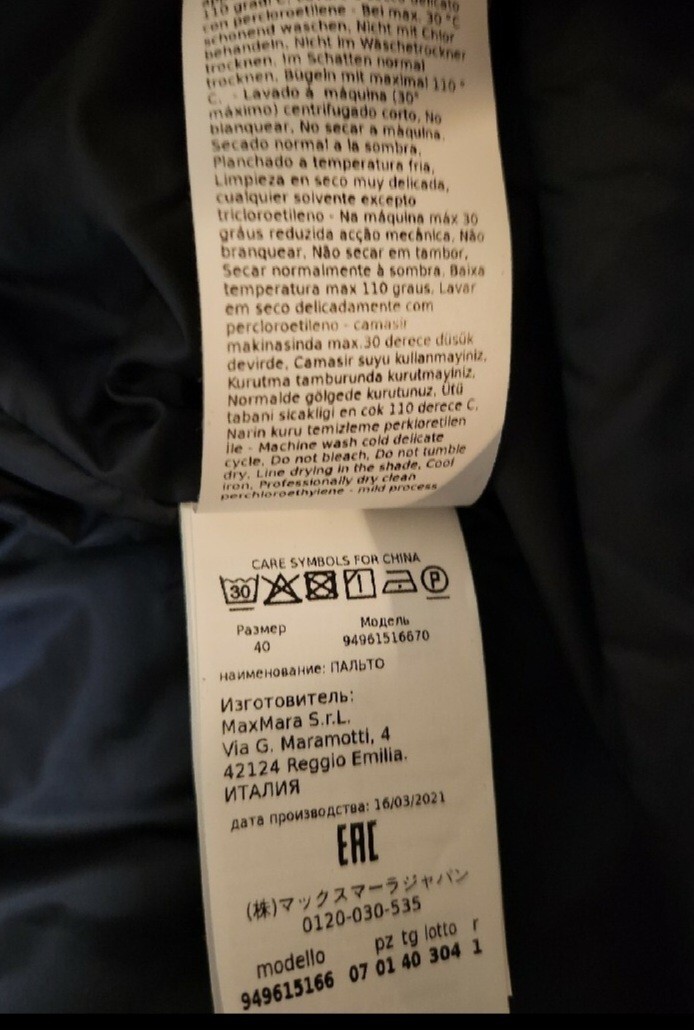 110 gradi C.
con percloroetilene - Bei max. 30 °C
schonend waschen, Nicht mit Chlor
behandeln, Nicht im Wäschetrockner
trocknen, Im Schatten normal
trocknen, Bügeln mit maximal 110 °
C. - Lavado à máquina (30°
máximo) centrifugado corto, No
blanquear, No secar a màquina.
Secado normal a la sombra,
Planchado a temperatura fria,
Limpieza en seco muy delicada,
cualquier solvente excepto
tricloroetileno - Na máquina máx 30
gráus reduzida acção mecânica, Não
branquear, Não secar em tambor,
Secar normalmente à sombra, Baixa
temperatura max 110 graus. Lavar
em seco delicadamente com
percloroetileno - camasir
makinasinda max.30 derece düsük
devirde, Camasir suyu kullanmayiniz,
Kurutma tamburunda kurutmayiniz,
Normalde gölgede kurutunuz, Ütü
tabani sicakligi en cok 110 derece C,
Narin kuru temizleme perkloretilen
ile - Machine wash cold delicate
cycle, Do not bleach, Do not tumble
dry, Line drying in the shade, Cool
iron, Professionally dry clean
perchloroethylene - mild process
CARE SYMBOLS FOR CHINA
30 P
Размер Модель
40 94961516670
наименование: ПАЛЬТО
Изготовитель:
MaxMara S.r.L.
Via G. Maramotti, 4
42124 Reggio Emilia.
ИТАЛИЯ
дата производства: 16/03/2021
EAC
(株)マックスマーラジャパン
0120-030-535
modello pz tg lotto r
949615166 07 01 40 304 1